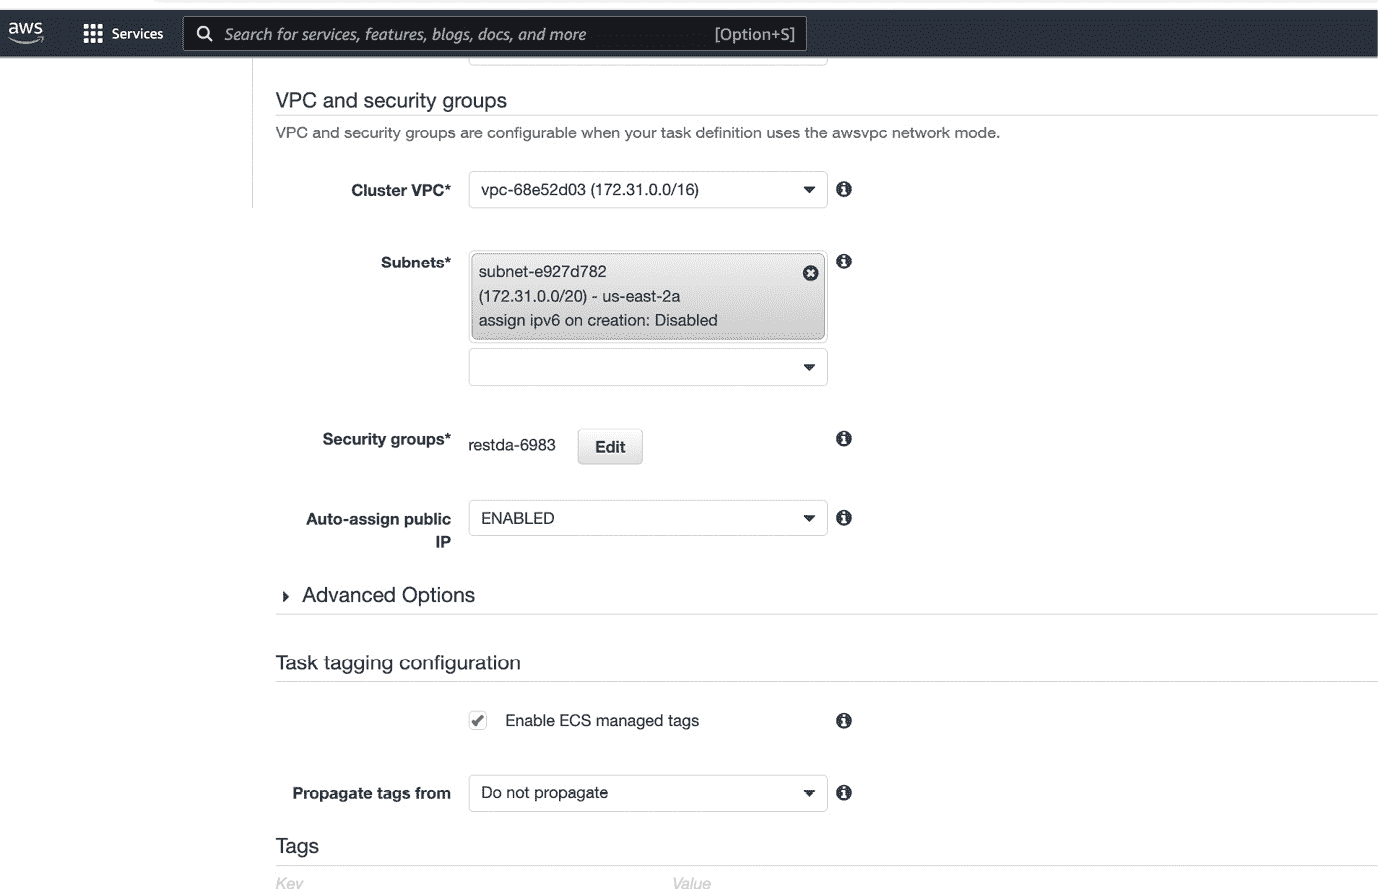 aws
Services
Search for services, features, blogs, docs, and more [Option+S]
VPC and security groups
VPC and security groups are configurable when your task definition uses the awsvpc network mode.
Cluster VPC* vpc-68e52d03 (172.31.0.0/16)
Subnets* subnet-e927d782
(172.31.0.0/20) - us-east-2a
assign ipv6 on creation: Disabled
Security groups* restda-6983 Edit
Auto-assign public IP ENABLED
Advanced Options
Task tagging configuration
Enable ECS managed tags
Propagate tags from Do not propagate
Tags
Key Value